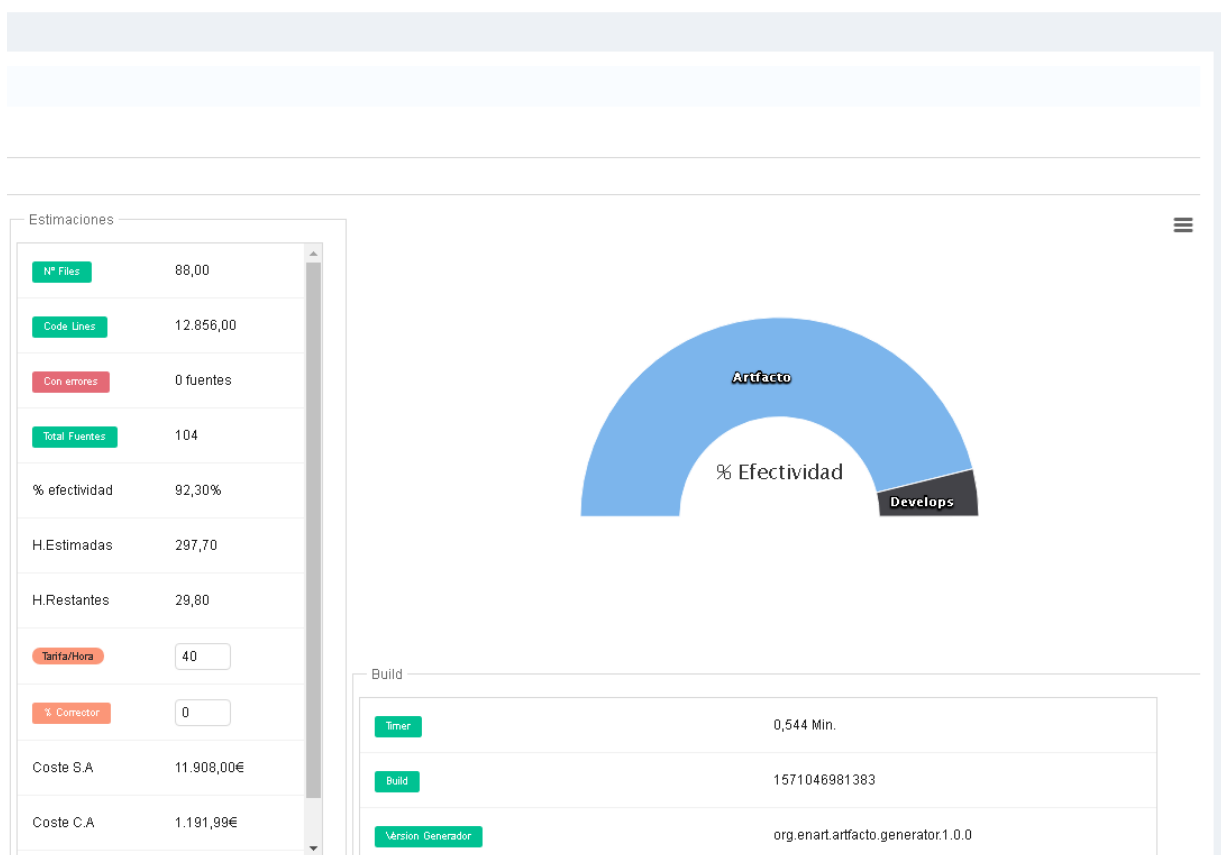 Estimaciones
Nº Files 88,00
Code Lines 12.856,00
Con errores 0 fuentes
Total Fuentes 104
% efectividad 92,30%
H.Estimadas 297,70
H.Restantes 29,80
Tarifa/Hora 40
% Corrector 0
Coste S.A 11.908,00€
Coste C.A 1.191,99€
Artfacto
% Efectividad
Develops
Build
Timer 0,544 Min.
Build 1571046981383
Version Generador org.enart.artfacto.generator.1.0.0